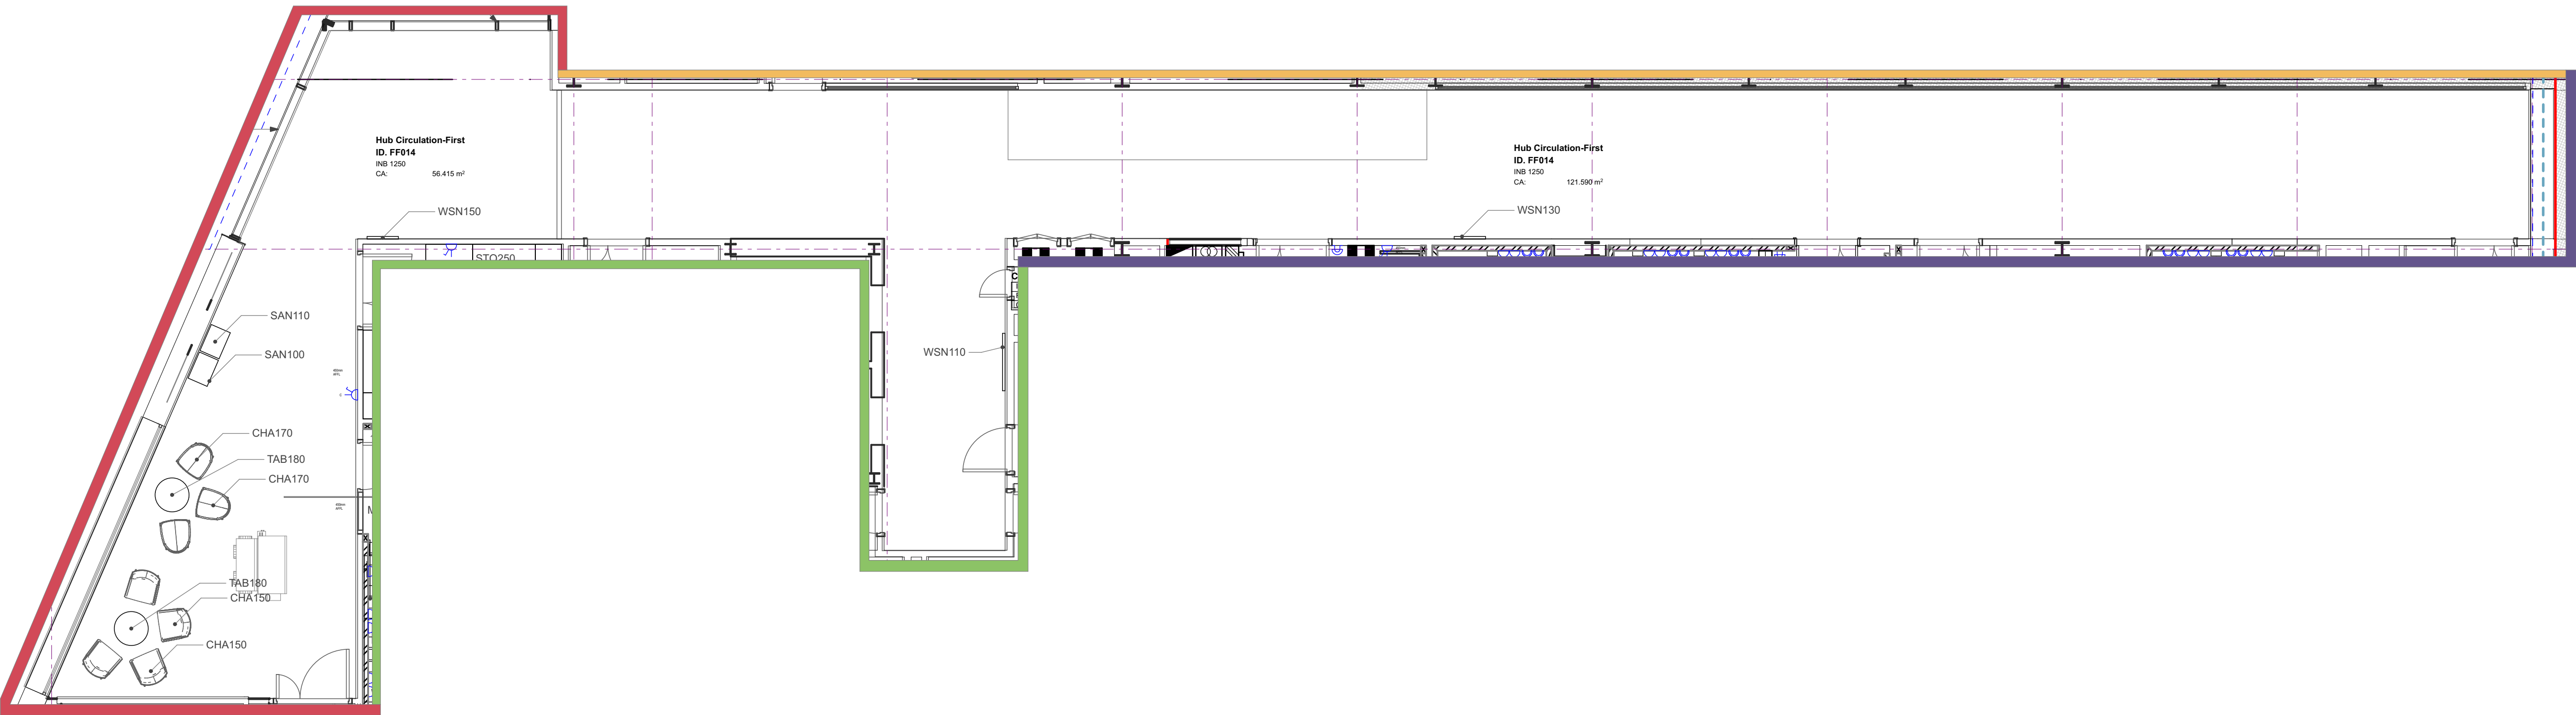 Hub Circulation-First
ID. FF014
INB 1250
CA: 56.415 m²
Hub Circulation-First
ID. FF014
INB 1250
CA: 121.590 m²
WSN150
WSN130
STO250
SAN110
SAN100
WSN110
CHA170
TAB180
CHA170
TAB180
CHA150
CHA150